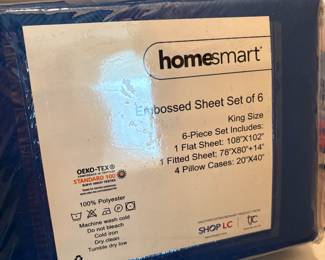 homesmart
Embossed Sheet Set of 6
King Size
6-Piece Set Includes:
1 Flat Sheet: 108"X102"
1 Fitted Sheet: 78"X80"+14"
4 Pillow Cases: 20"X40"
OEKO-TEX®
STANDARD 100
100% Polyester
Machine wash cold
Do not bleach
Cold iron
Dry clean
Tumble dry low
SHOP LC
tjc